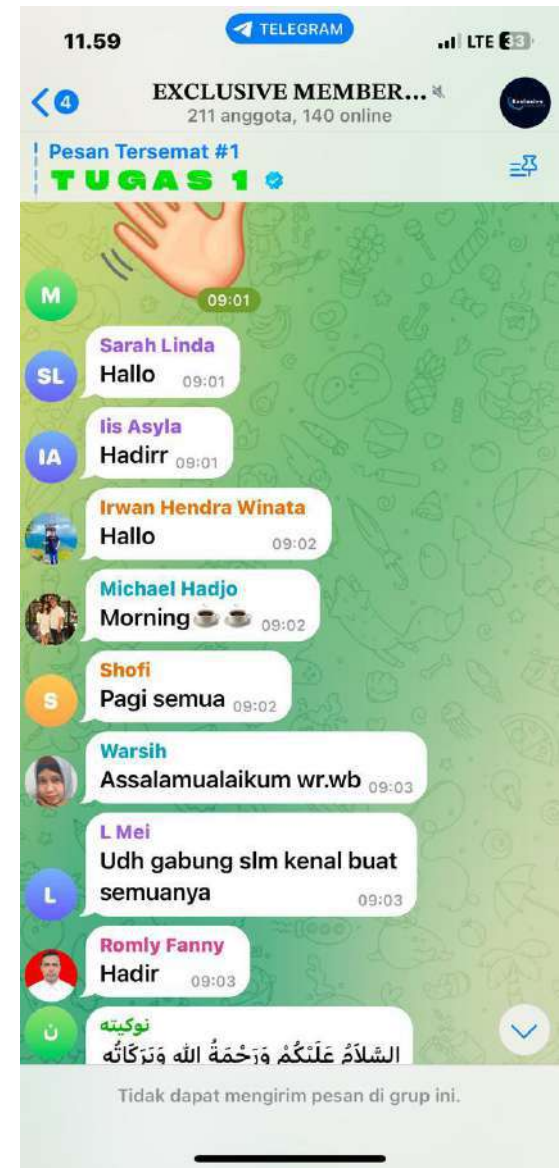 11.59
TELEGRAM
LTE 33
4
EXCLUSIVE MEMBER...
211 anggota, 140 online
Exclusive
Pesan Tersemat #1
TUGAS 1
09:01
M
Sarah Linda
SL
Hallo 09:01
Iis Asyla
IA
Hadirr 09:01
Irwan Hendra Winata
Hallo 09:02
Michael Hadjo
Morning 09:02
Shofi
S
Pagi semua 09:02
Warsih
Assalamualaikum wr.wb 09:03
L Mei
Udh gabung slm kenal buat
L
semuanya 09:03
Romly Fanny
Hadir 09:03
ن
نوكيته
السَّلاَمُ عَلَيْكُمْ وَرَحْمَةُ اللهِ وَبَرَكَاتُه
Tidak dapat mengirim pesan di grup ini.